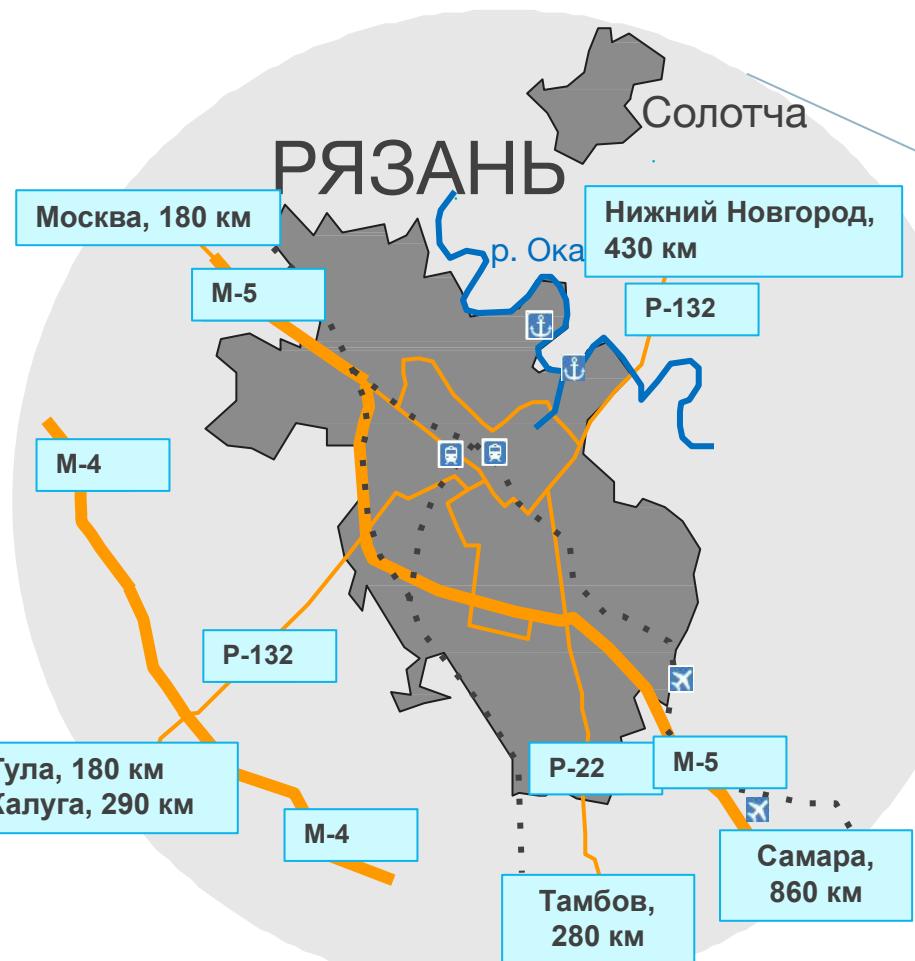 Солотча
РЯЗАНЬ
Москва, 180 км
Нижний Новгород,
430 км
р. Ока
М-5
Р-132
М-4
Р-132
Тула, 180 км
Калуга, 290 км
Р-22
М-5
М-4
Самара,
860 км
Тамбов,
280 км